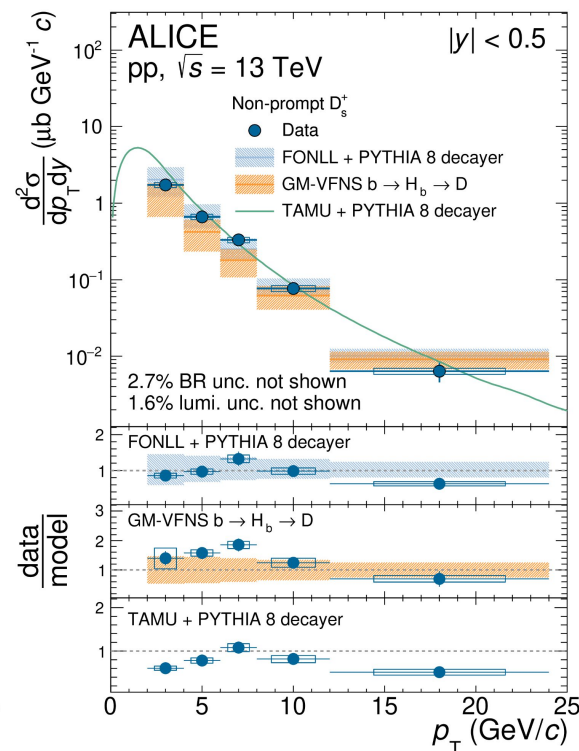 ALICE
|y| < 0.5
pp, √s = 13 TeV
Non-prompt D_s^+
Data
FONLL + PYTHIA 8 decayer
GM-VFNS b → H_b → D
TAMU + PYTHIA 8 decayer
d²σ/dp_T dy (μb GeV⁻¹ c)
10²
10
1
10⁻¹
10⁻²
2.7% BR unc. not shown
1.6% lumi. unc. not shown
2
FONLL + PYTHIA 8 decayer
1
3
GM-VFNS b → H_b → D
2
1
data/model
2
TAMU + PYTHIA 8 decayer
1
0 5 10 15 20 25
p_T (GeV/c)